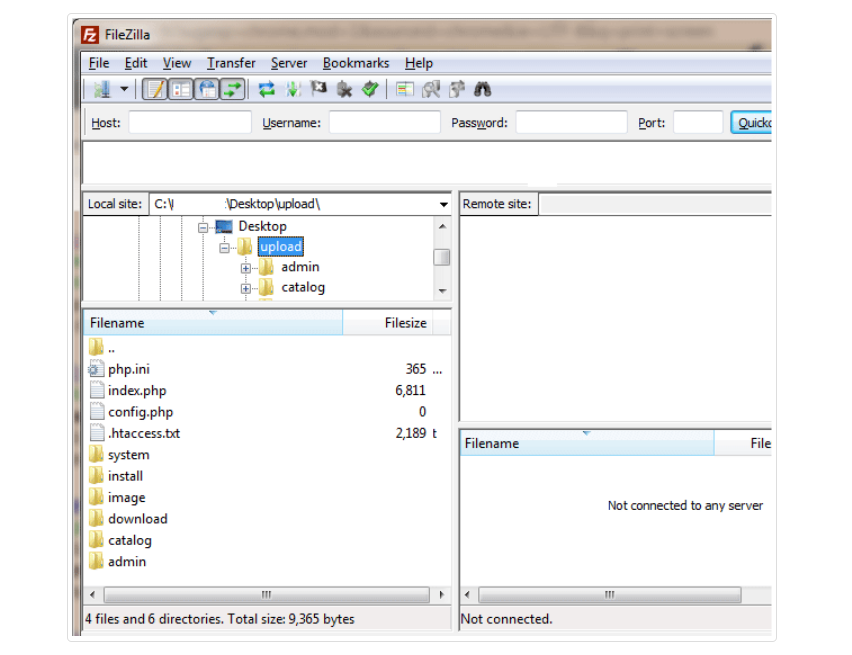 FileZilla
File Edit View Transfer Server Bookmarks Help
Host: Username: Password: Port:
Local site: C:\ :\Desktop\upload\ Remote site:
Desktop
upload
admin
catalog
Filename Filesize
..
php.ini 365 ...
index.php 6,811
config.php 0
.htaccess.txt 2,189 t
system
install
image
download
catalog
admin
4 files and 6 directories. Total size: 9,365 bytes
Filename File
Not connected to any server
Not connected.